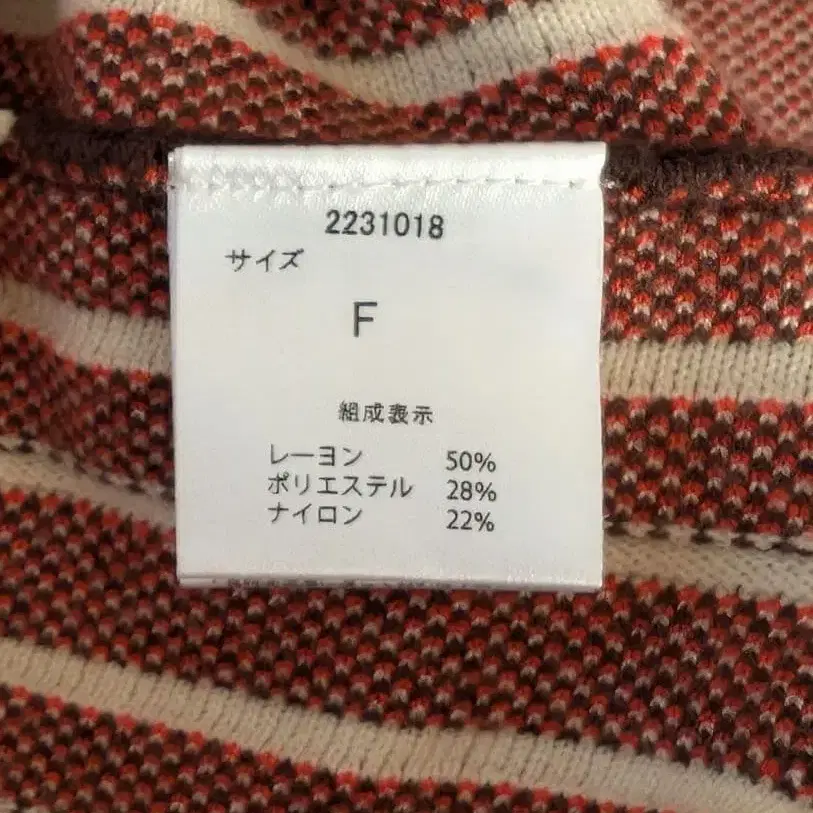 2231018
サイズ
F
組成表示
レーヨン 50%
ポリエステル 28%
ナイロン 22%